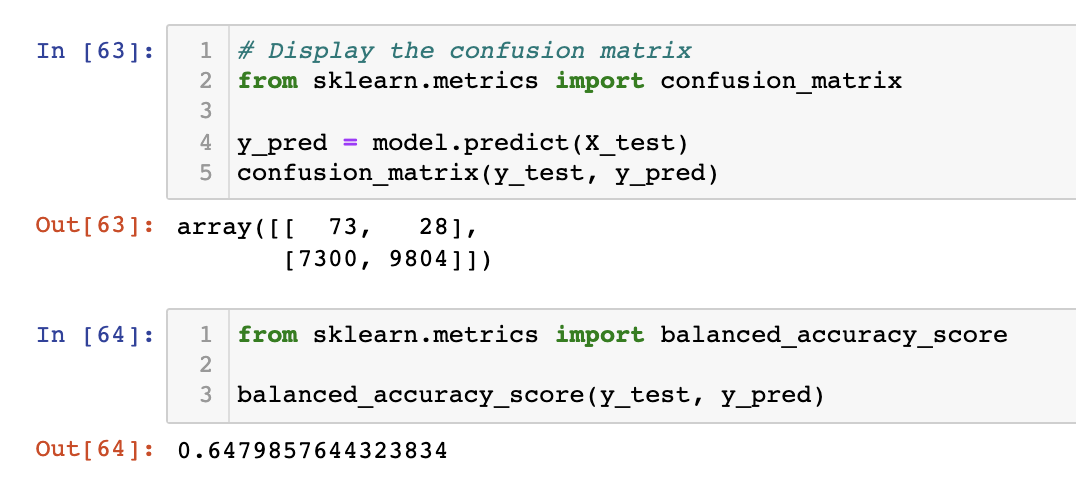 In [63]:
1 # Display the confusion matrix
2 from sklearn.metrics import confusion_matrix
3
4 y_pred = model.predict(X_test)
5 confusion_matrix(y_test, y_pred)
Out[63]: array([[  73,   28],
       [7300, 9804]])
In [64]:
1 from sklearn.metrics import balanced_accuracy_score
2
3 balanced_accuracy_score(y_test, y_pred)
Out[64]: 0.6479857644323834